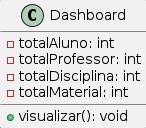 C Dashboard
totalAluno: int
totalProfessor: int
totalDisciplina: int
totalMaterial: int
visualizar(): void